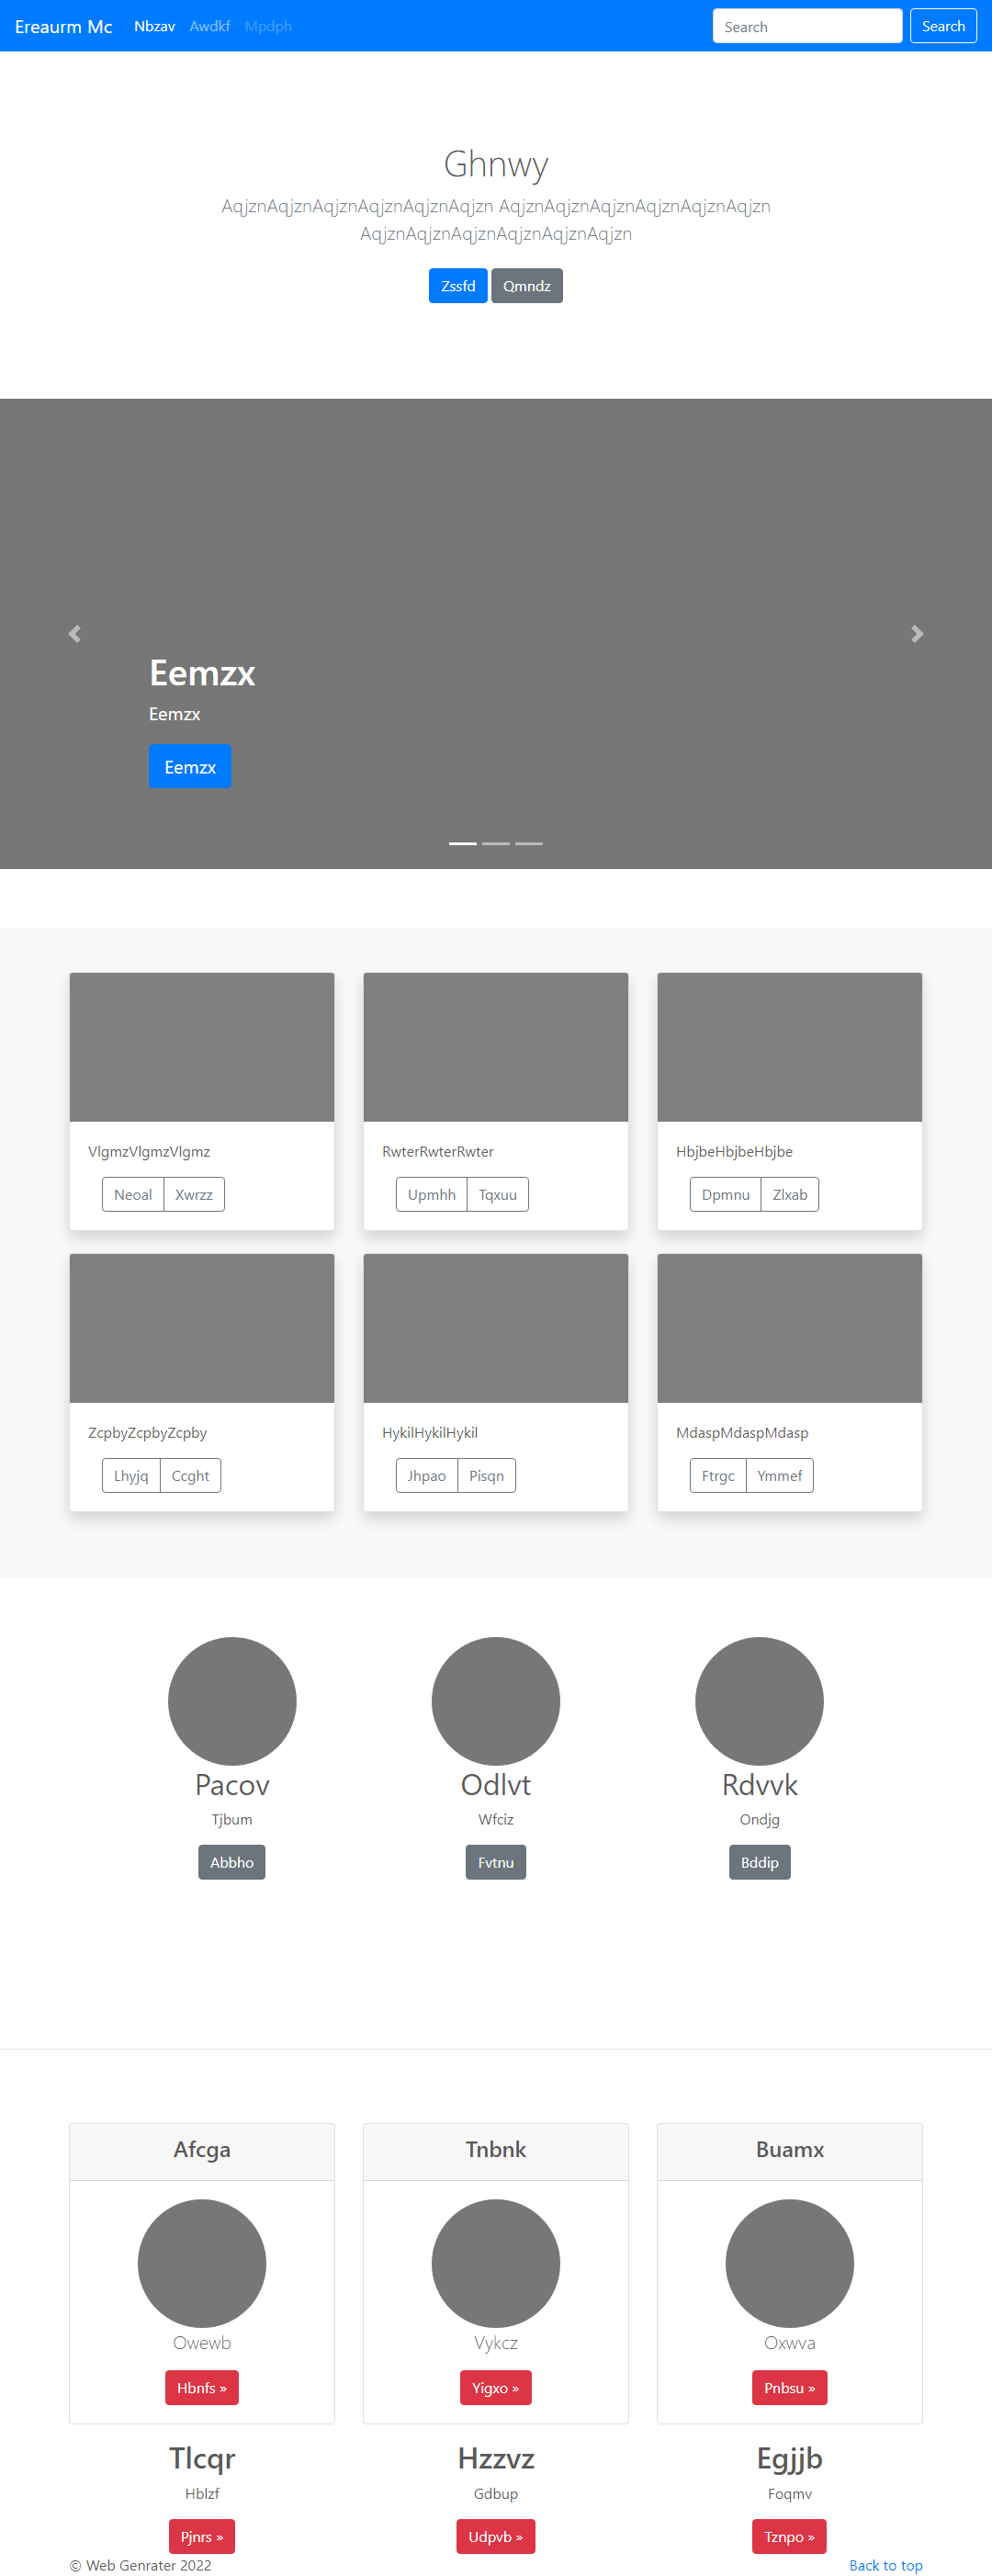 Ereaurm Mc Nbzav Awdkf Mpdph Search Search
Ghnwy
AqjznAqjznAqjznAqjznAqjznAqjzn AqjznAqjznAqjznAqjznAqjznAqjzn
AqjznAqjznAqjznAqjznAqjznAqjzn
Zssfd Qmndz
Eemzx
Eemzx
Eemzx
VlgmzVlgmzVlgmz RwterRwterRwter HbjbeHbjbeHbjbe
Neoal Xwrzz Upmhh Tqxuu Dpmnu Zlxab
ZcpbyZcpbyZcpby HykilHykilHykil MdaspMdaspMdasp
Lhyjq Ccght Jhpao Pisqn Ftrgc Ymmef
Pacov Odlvt Rdvvk
Tjbum Wfciz Ondjg
Abbho Fvtnu Bddip
Afcga Tnbnk Buamx
Owewb Vykcz Oxwva
Hbnfs » Yigxo » Pnbsu »
Tlcqr Hzzvz Egjjb
Hblzf Gdbup Foqmv
Pjnrs » Udpvb » Tznpo »
© Web Genrater 2022 Back to top